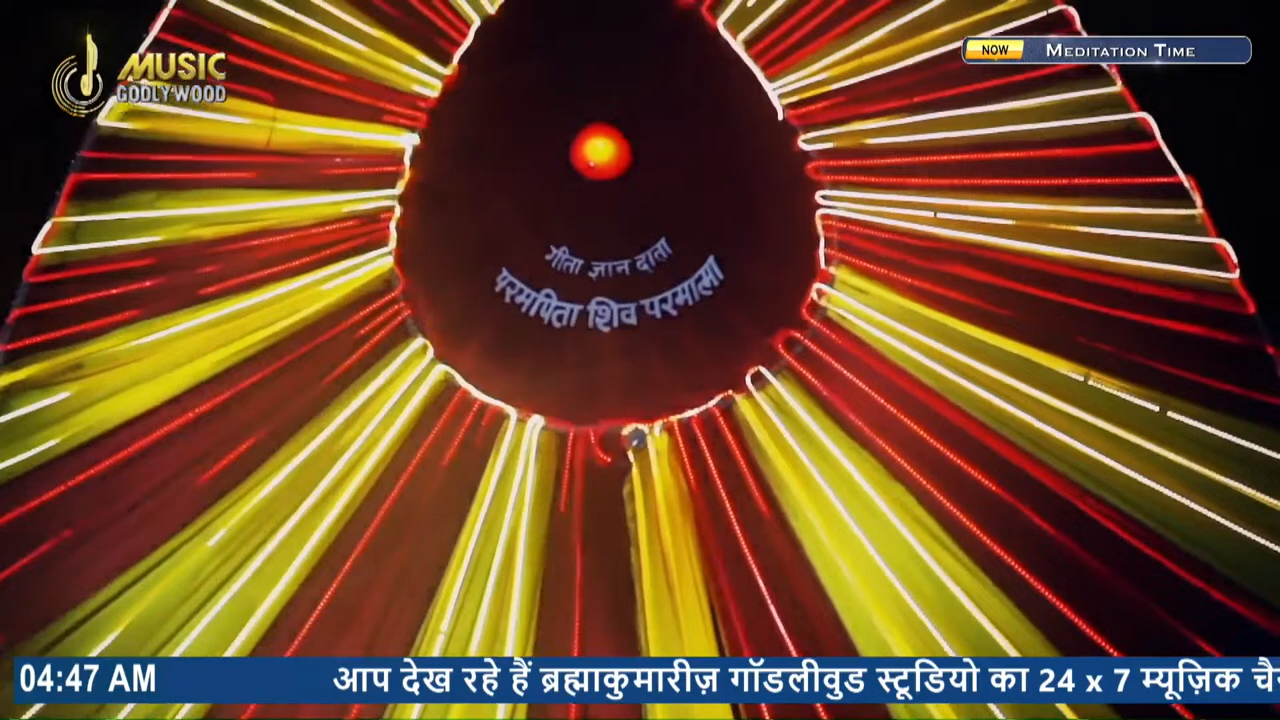 MUSIC
GODLYWOOD
NOW MEDITATION TIME
गीता ज्ञान दाता
परमपिता शिव परमात्मा
04:47 AM आप देख रहे हैं ब्रह्माकुमारीज़ गॉडलीवुड स्टूडियो का 24 x 7 म्यूज़िक